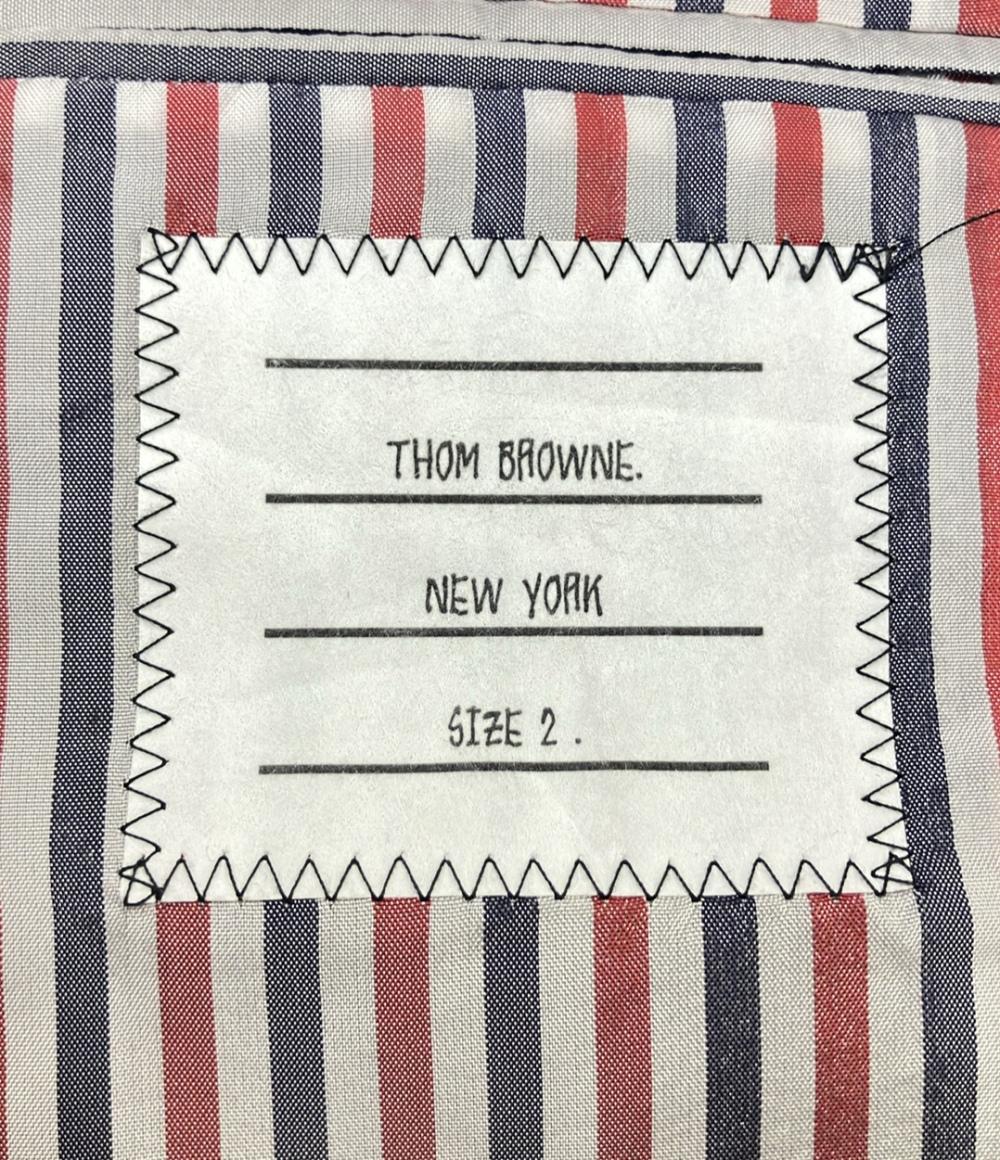 THOM BROWNE.
NEW YORK
SIZE 2 .